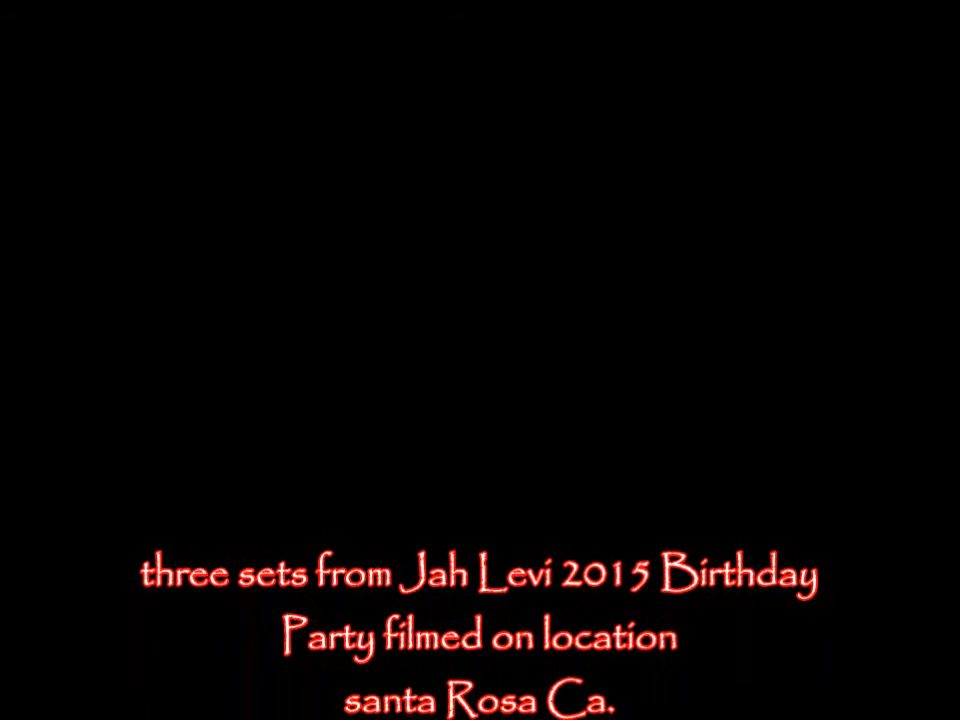 three sets from Jah Levi 2015 Birthday
Party filmed on location
santa Rosa Ca.